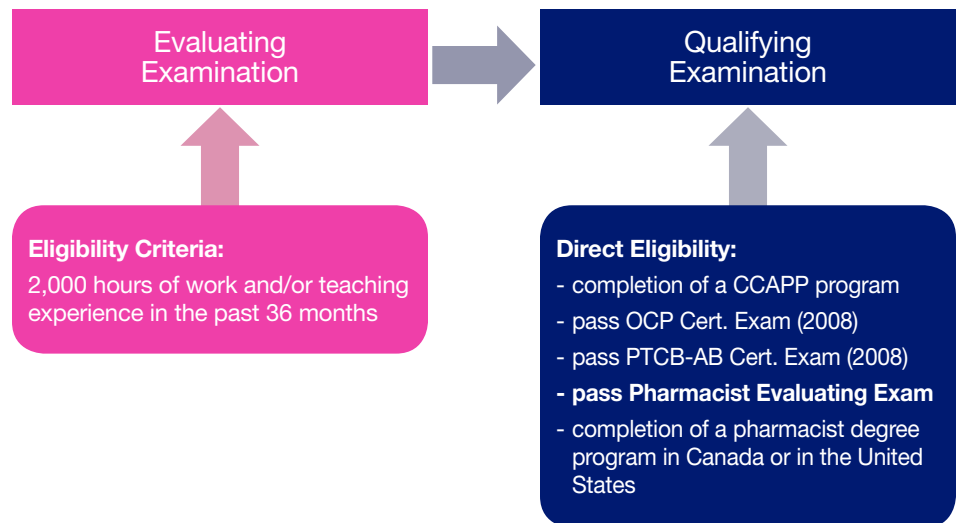 Evaluating
Examination
Qualifying
Examination
Eligibility Criteria:
2,000 hours of work and/or teaching
experience in the past 36 months
Direct Eligibility:
- completion of a CCAPP program
- pass OCP Cert. Exam (2008)
- pass PTCB-AB Cert. Exam (2008)
- pass Pharmacist Evaluating Exam
- completion of a pharmacist degree
program in Canada or in the United
States